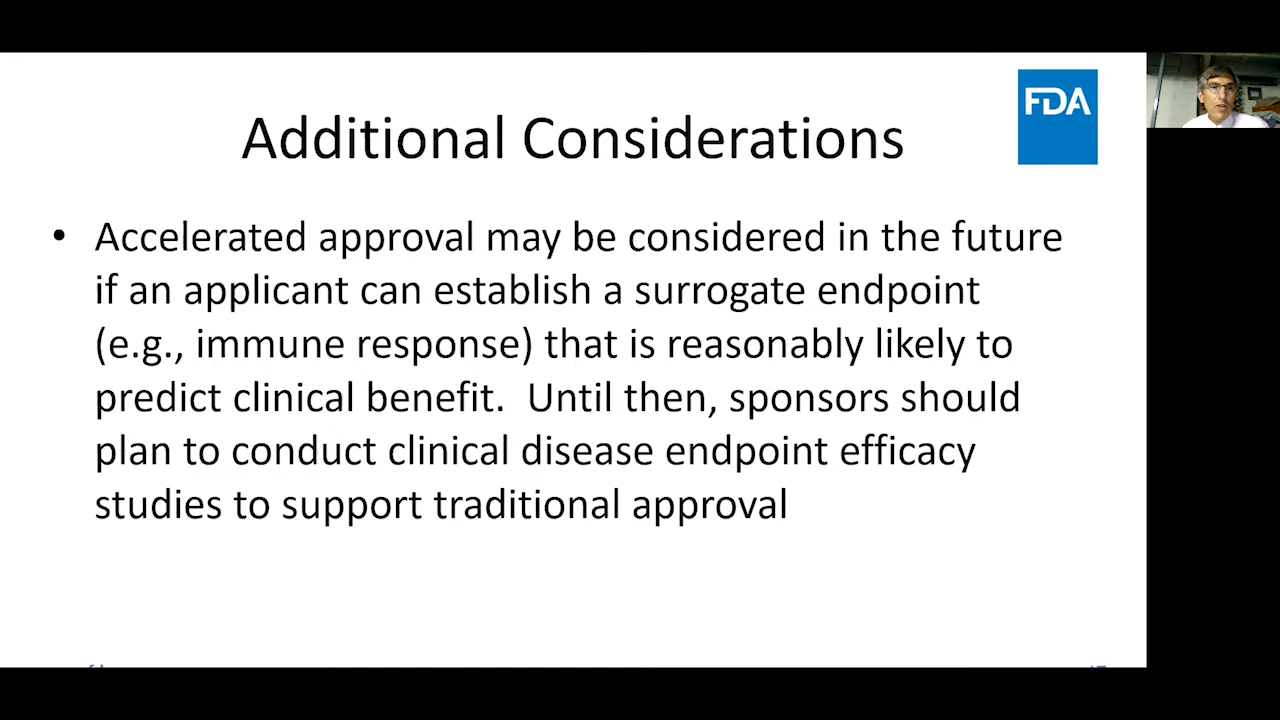 FDA
Additional Considerations
• Accelerated approval may be considered in the future
if an applicant can establish a surrogate endpoint
(e.g., immune response) that is reasonably likely to
predict clinical benefit.  Until then, sponsors should
plan to conduct clinical disease endpoint efficacy
studies to support traditional approval